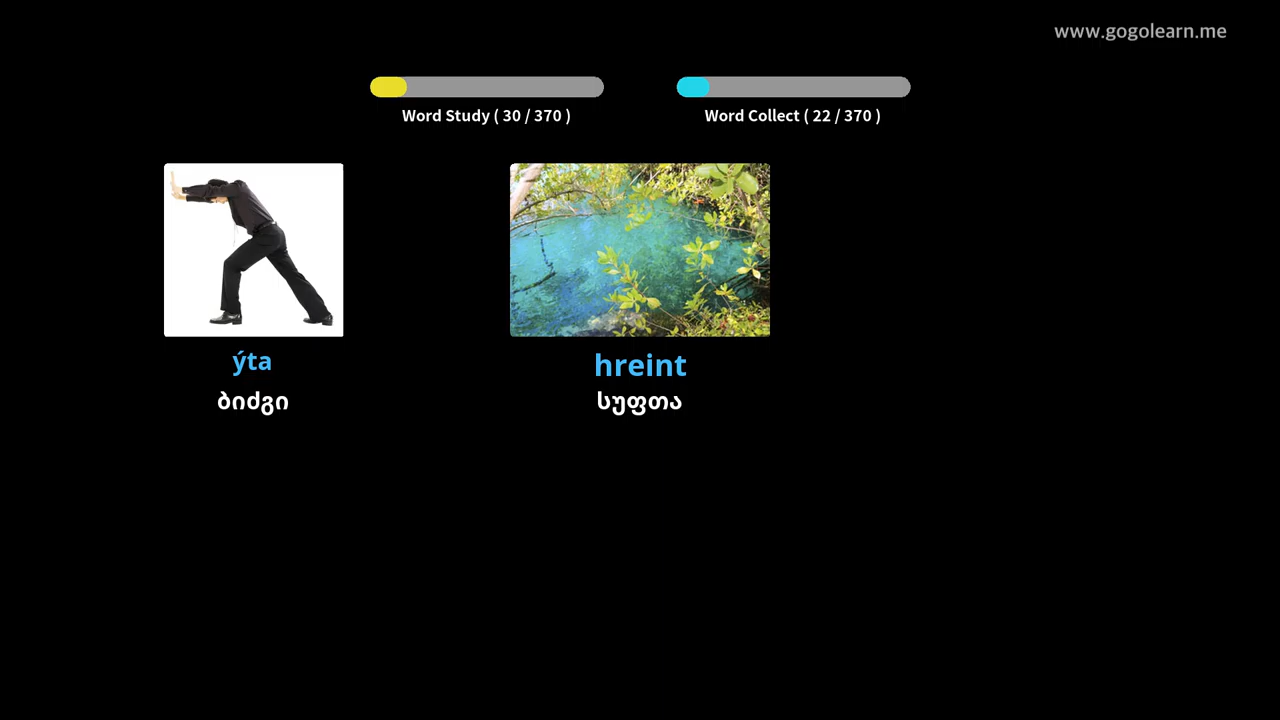 www.gogolearn.me
Word Study ( 30 / 370 )
Word Collect ( 22 / 370 )
ýta
ბიძგი
hreint
სუფთა